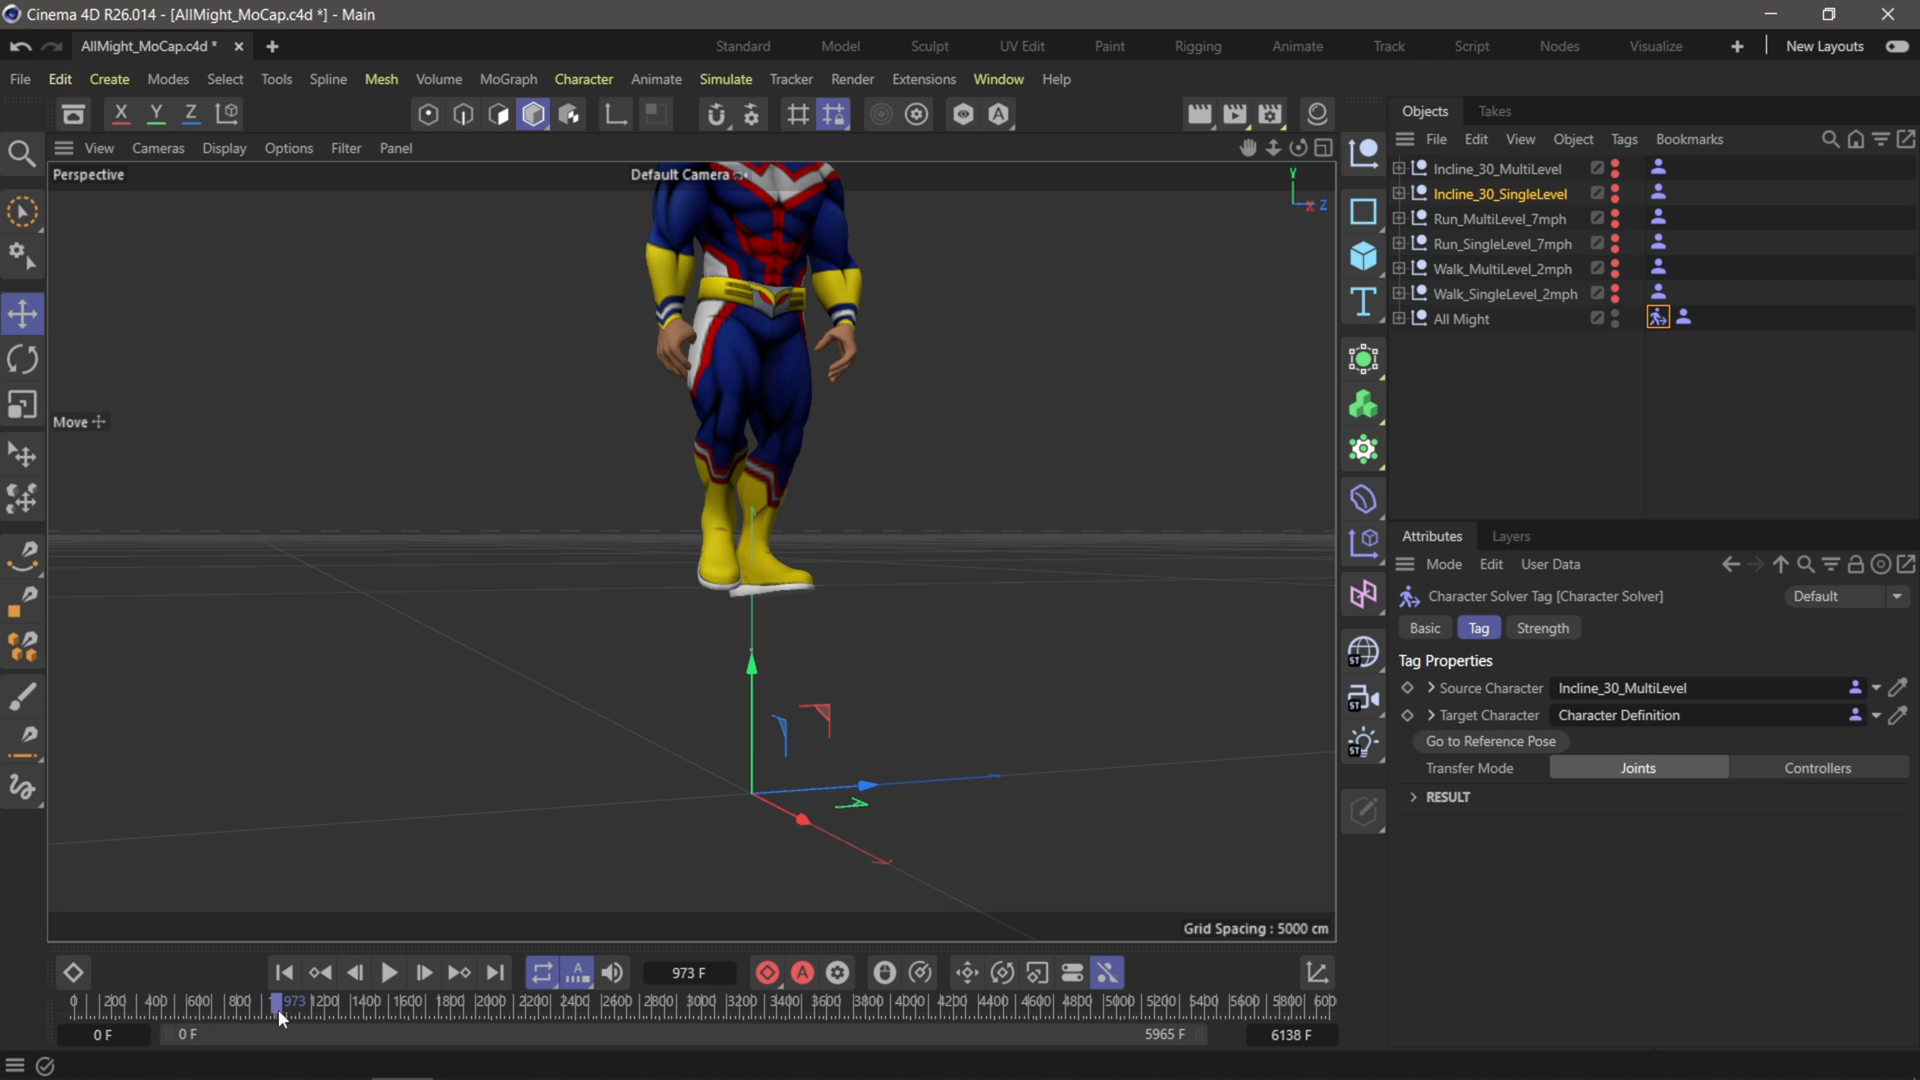 Cinema 4D R26.014 - [AllMight_MoCap.c4d *] - Main
AllMight_MoCap.c4d *
Standard Model Sculpt UV Edit Paint Rigging Animate Track Script Nodes Visualize New Layouts
File Edit Create Modes Select Tools Spline Mesh Volume MoGraph Character Animate Simulate Tracker Render Extensions Window Help
X Y Z
Objects Takes
File Edit View Object Tags Bookmarks
View Cameras Display Options Filter Panel
Perspective
Default Camera
Y
X Z
Incline_30_MultiLevel
Incline_30_SingleLevel
Run_MultiLevel_7mph
Run_SingleLevel_7mph
Walk_MultiLevel_2mph
Walk_SingleLevel_2mph
All Might
Move
Attributes Layers
Mode Edit User Data
Character Solver Tag [Character Solver]
Default
Basic Tag Strength
Tag Properties
Source Character Incline_30_MultiLevel
Target Character Character Definition
Go to Reference Pose
Transfer Mode Joints Controllers
RESULT
ST
ST
ST
Grid Spacing : 5000 cm
973 F
0 200 400 600 800 973 1200 1400 1600 1800 2000 2200 2400 2600 2800 3000 3200 3400 3600 3800 4000 4200 4400 4600 4800 5000 5200 5400 5600 5800 600
0 F 0 F 5965 F 6138 F